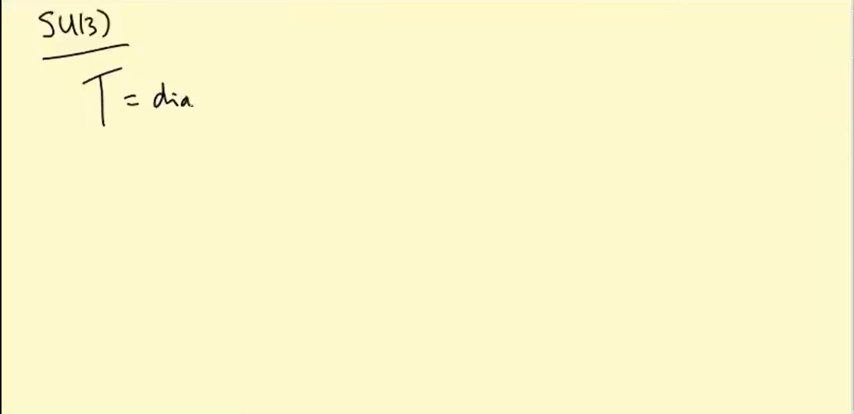 SU(3)
T = dia